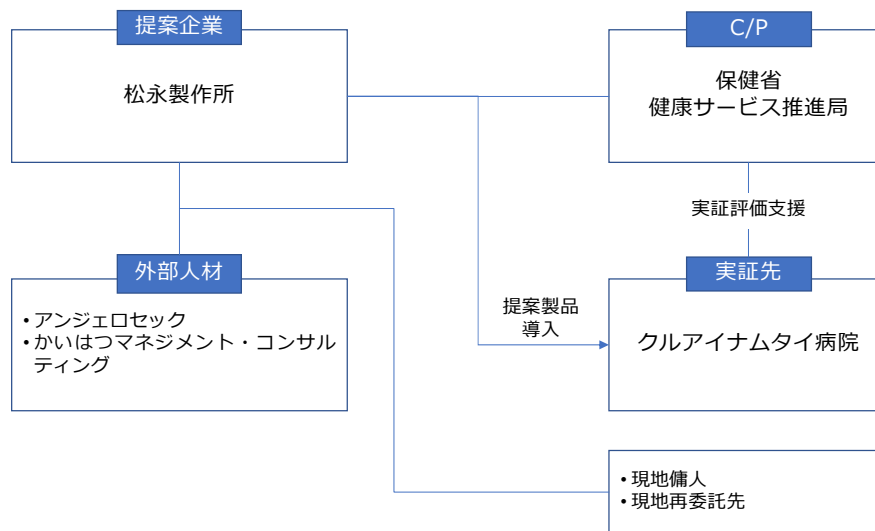 提案企業
松永製作所
C/P
保健省
健康サービス推進局
実証評価支援
外部人材
・アンジェロセック
・かいはつマネジメント・コンサル
ティング
提案製品
導入
実証先
クルアイナムタイ病院
・現地傭人
・現地再委託先